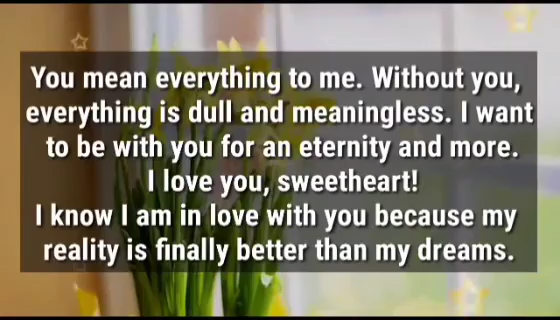 You mean everything to me. Without you,
everything is dull and meaningless. I want
to be with you for an eternity and more.
I love you, sweetheart!
I know I am in love with you because my
reality is finally better than my dreams.